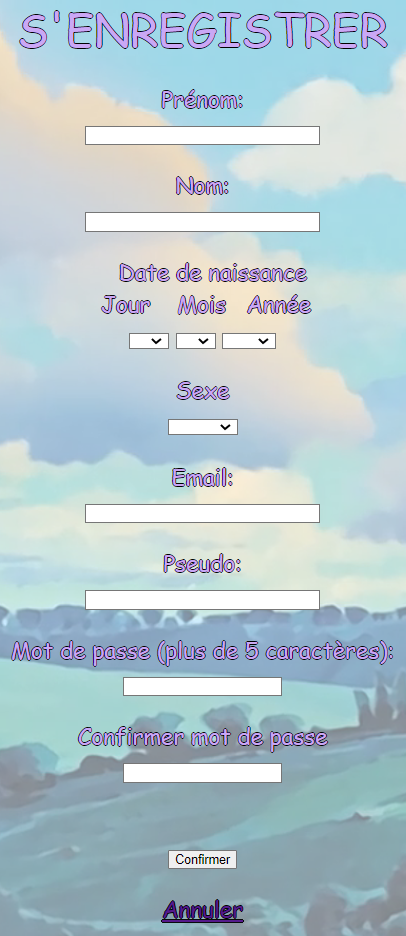 S'ENREGISTRER
Prénom:
Nom:
Date de naissance
Jour Mois Année
Sexe
Email:
Pseudo:
Mot de passe (plus de 5 caractères):
Confirmer mot de passe
Confirmer
Annuler